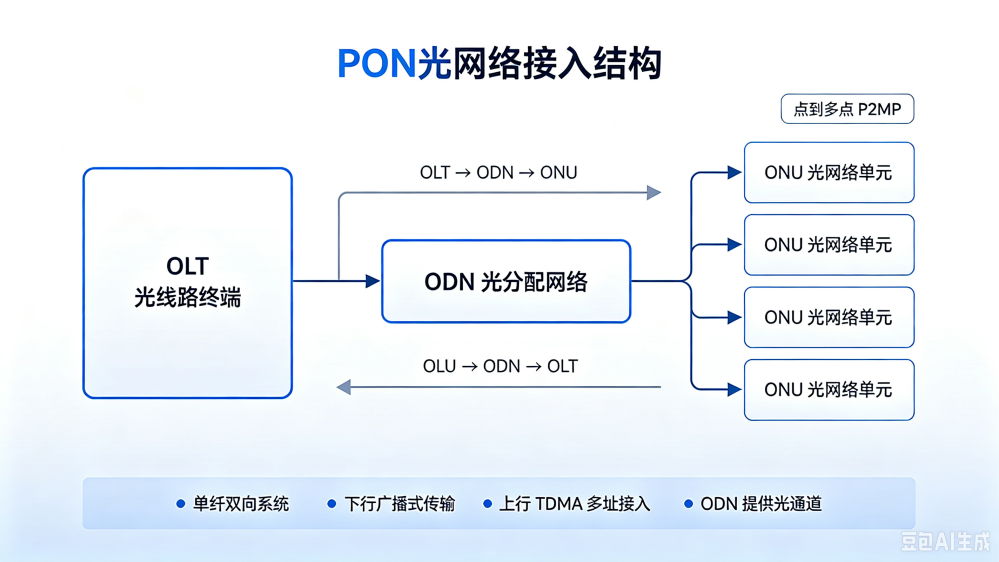 PON光网络接入结构
点到多点 P2MP
OLT → ODN → ONU
OLT
光线路终端
ODN 光分配网络
ONU 光网络单元
ONU 光网络单元
ONU 光网络单元
ONU 光网络单元
OLU → ODN → OLT
单纤双向系统
下行广播式传输
上行 TDMA 多址接入
ODN 提供光通道
豆包AI生成